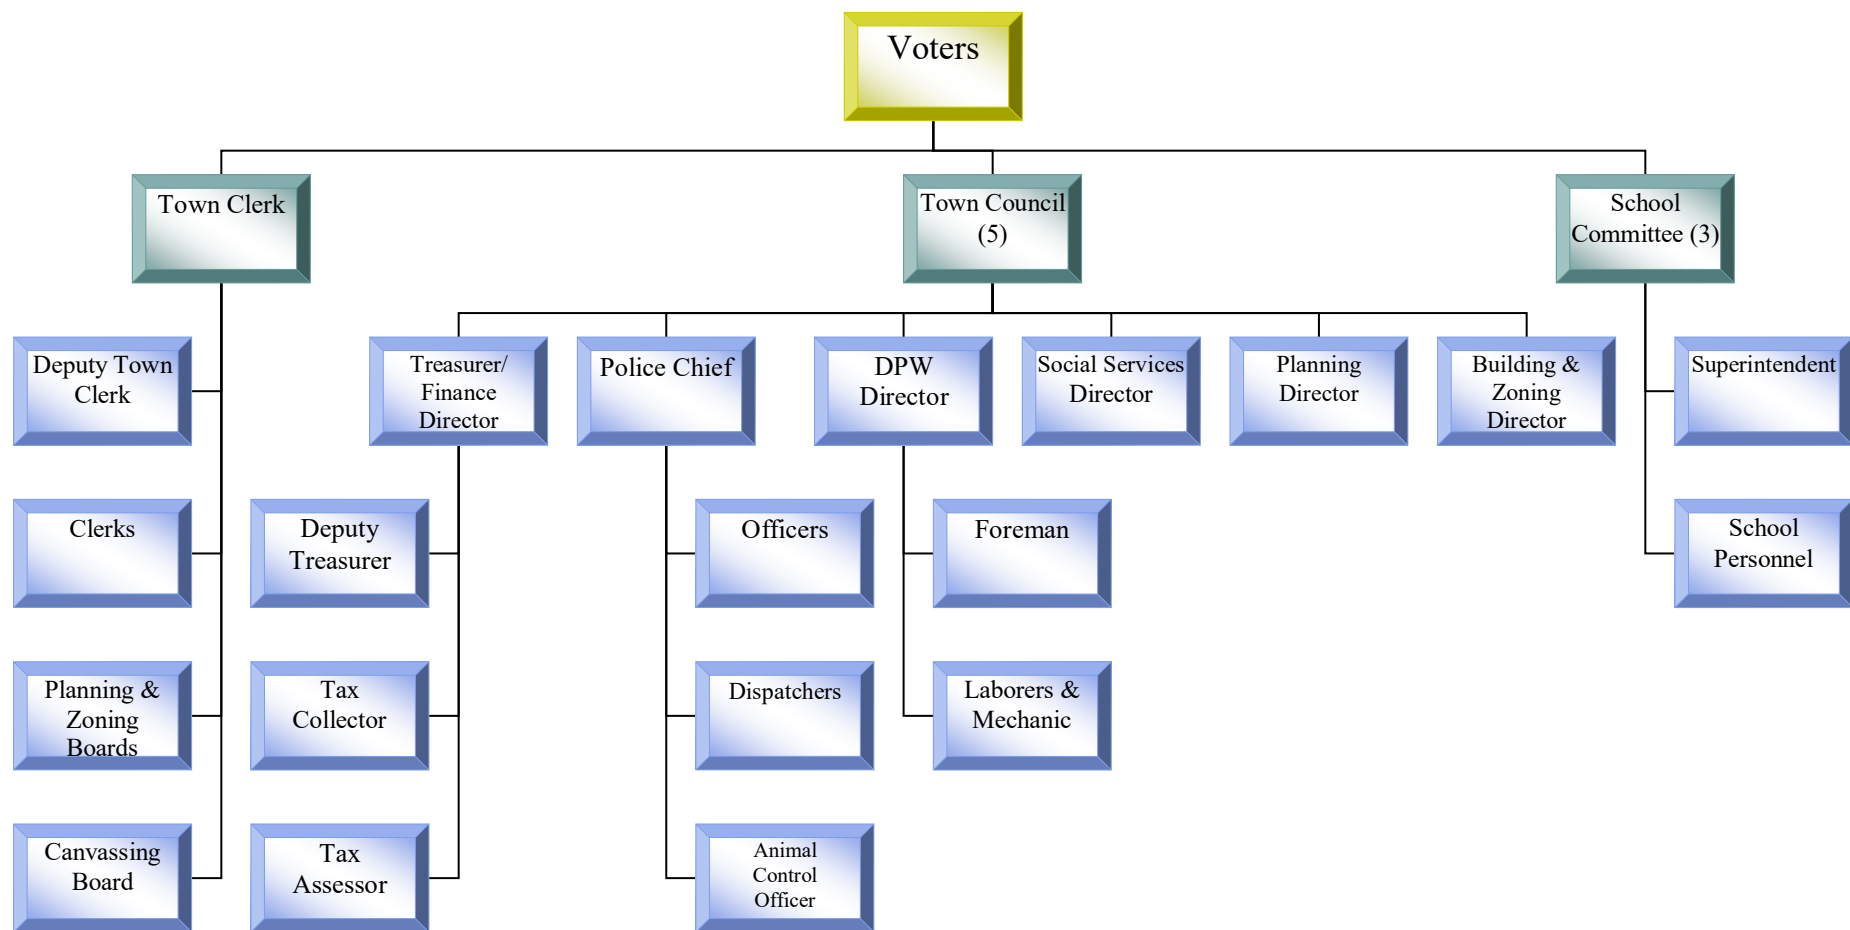 Voters
Town Clerk
Town Council
(5)
School
Committee (3)
Deputy Town
Clerk
Treasurer/
Finance
Director
Police Chief
DPW
Director
Social Services
Director
Planning
Director
Building &
Zoning
Director
Superintendent
Clerks
Deputy
Treasurer
Officers
Foreman
School
Personnel
Planning &
Zoning
Boards
Tax
Collector
Dispatchers
Laborers &
Mechanic
Canvassing
Board
Tax
Assessor
Animal
Control
Officer